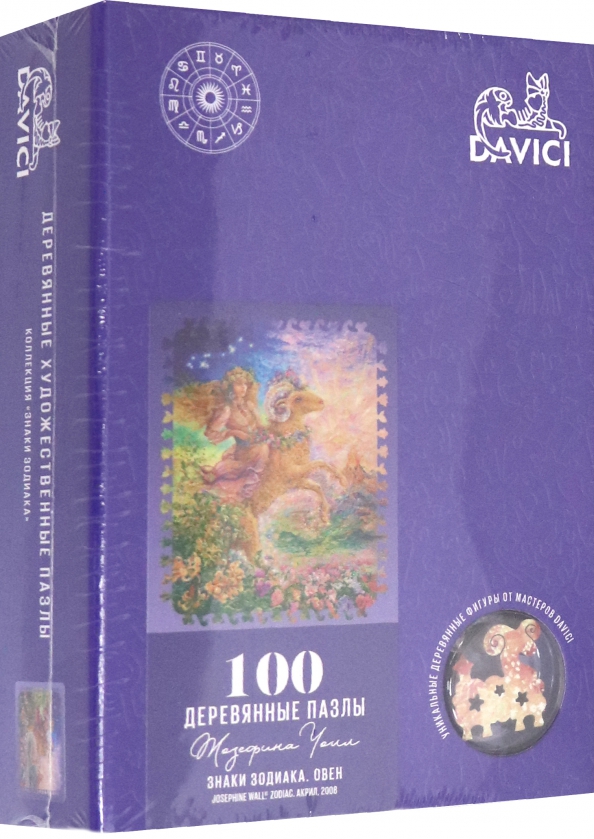 DAVICI
ДЕРЕВЯННЫЕ ХУДОЖЕСТВЕННЫЕ ПАЗЛЫ
КОЛЛЕКЦИЯ «ЗНАКИ ЗОДИАКА»
DAVICI
УНИКАЛЬНЫЕ ДЕРЕВЯННЫЕ ФИГУРЫ ОТ МАСТЕРОВ DAVICI
100
ДЕРЕВЯННЫЕ ПАЗЛЫ
Жозефина Уолл
ЗНАКИ ЗОДИАКА. ОВЕН
JOSEPHINE WALL® ZODIAC. АКРИЛ, 2008